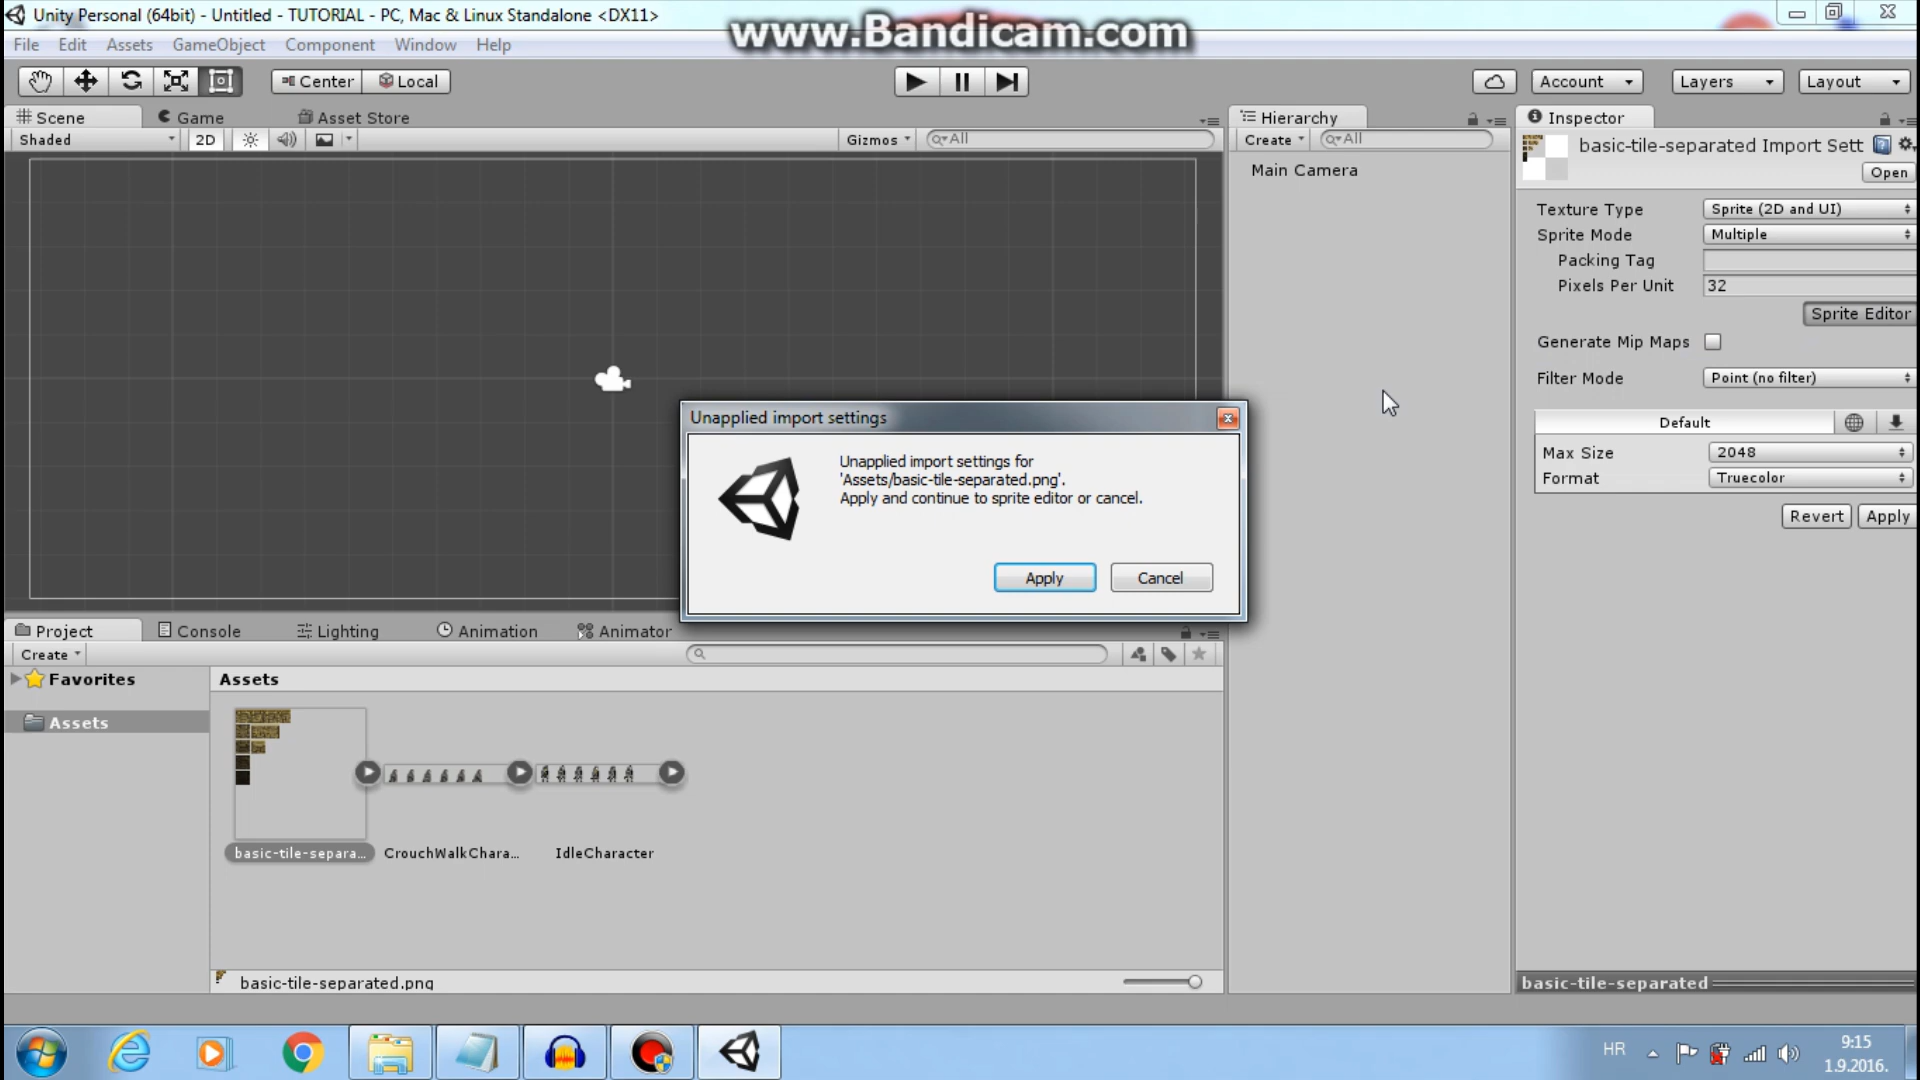 Unity Personal (64bit) - Untitled - TUTORIAL - PC, Mac & Linux Standalone <DX11>
www.Bandicam.com
File Edit Assets GameObject Component Window Help
Center Local
Account Layers Layout
Scene Game Asset Store
Shaded 2D Gizmos All
Hierarchy
Create All
Main Camera
Inspector
basic-tile-separated Import Sett
Open
Texture Type Sprite (2D and UI)
Sprite Mode Multiple
Packing Tag
Pixels Per Unit 32
Sprite Editor
Generate Mip Maps
Filter Mode Point (no filter)
Default
Max Size 2048
Format Truecolor
Revert Apply
Unapplied import settings
Unapplied import settings for
'Assets/basic-tile-separated.png'.
Apply and continue to sprite editor or cancel.
Apply Cancel
Project Console Lighting Animation Animator
Create
Favorites
Assets
Assets
basic-tile-separa... CrouchWalkChara... IdleCharacter
basic-tile-separated.png
basic-tile-separated
HR
9:15
1.9.2016.